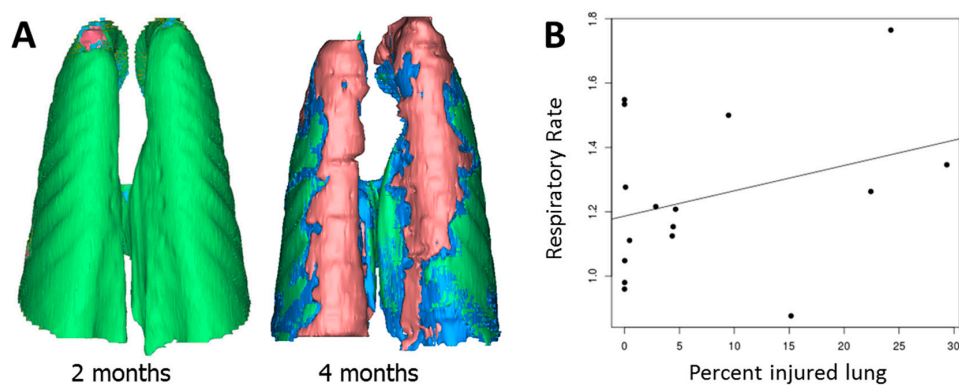 A
2 months
4 months
B
Respiratory Rate
1.8
1.6
1.4
1.2
1.0
0
5
10
15
20
25
30
Percent injured lung